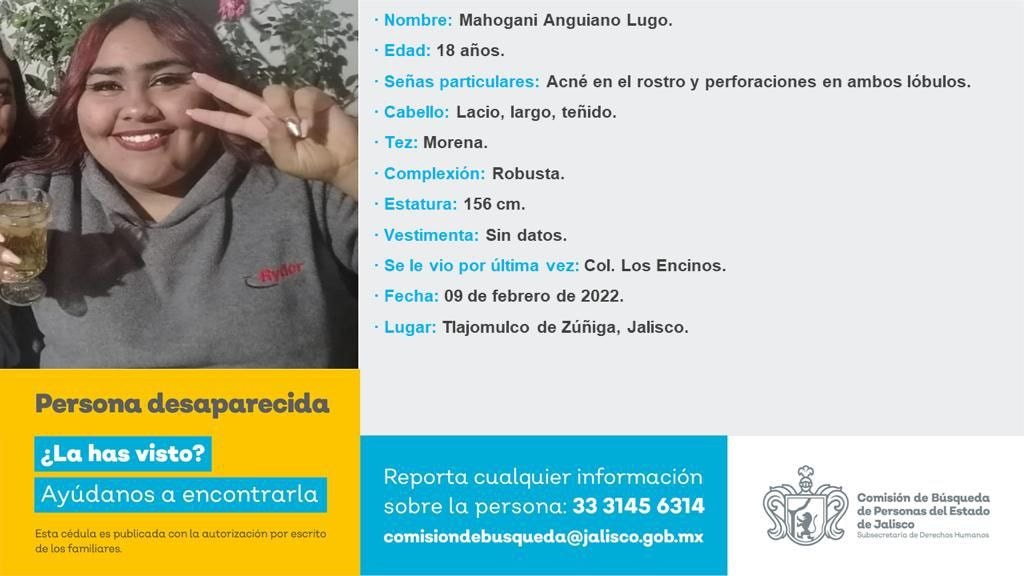 · Nombre: Mahogani Anguiano Lugo.
· Edad: 18 años.
· Señas particulares: Acné en el rostro y perforaciones en ambos lóbulos.
· Cabello: Lacio, largo, teñido.
· Tez: Morena.
· Complexión: Robusta.
· Estatura: 156 cm.
· Vestimenta: Sin datos.
· Se le vio por última vez: Col. Los Encinos.
· Fecha: 09 de febrero de 2022.
· Lugar: Tlajomulco de Zúñiga, Jalisco.
Ryder
Persona desaparecida
¿La has visto?
Ayúdanos a encontrarla
Esta cédula es publicada con la autorización por escrito
de los familiares.
Reporta cualquier información
sobre la persona: 33 3145 6314
comisiondebusqueda@jalisco.gob.mx
Comisión de Búsqueda
de Personas del Estado
de Jalisco
Subsecretaría de Derechos Humanos